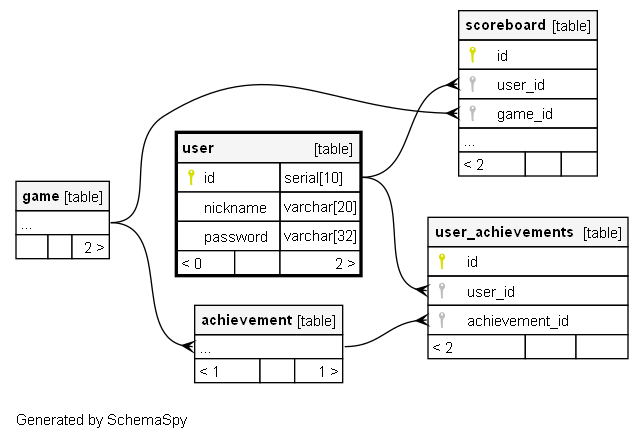 scoreboard [table]
id
user_id
game_id
...
< 2
user [table]
id serial[10]
nickname varchar[20]
password varchar[32]
< 0 2 >
game [table]
...
2 >
user_achievements [table]
id
user_id
achievement_id
< 2
achievement [table]
...
< 1 1 >
Generated by SchemaSpy